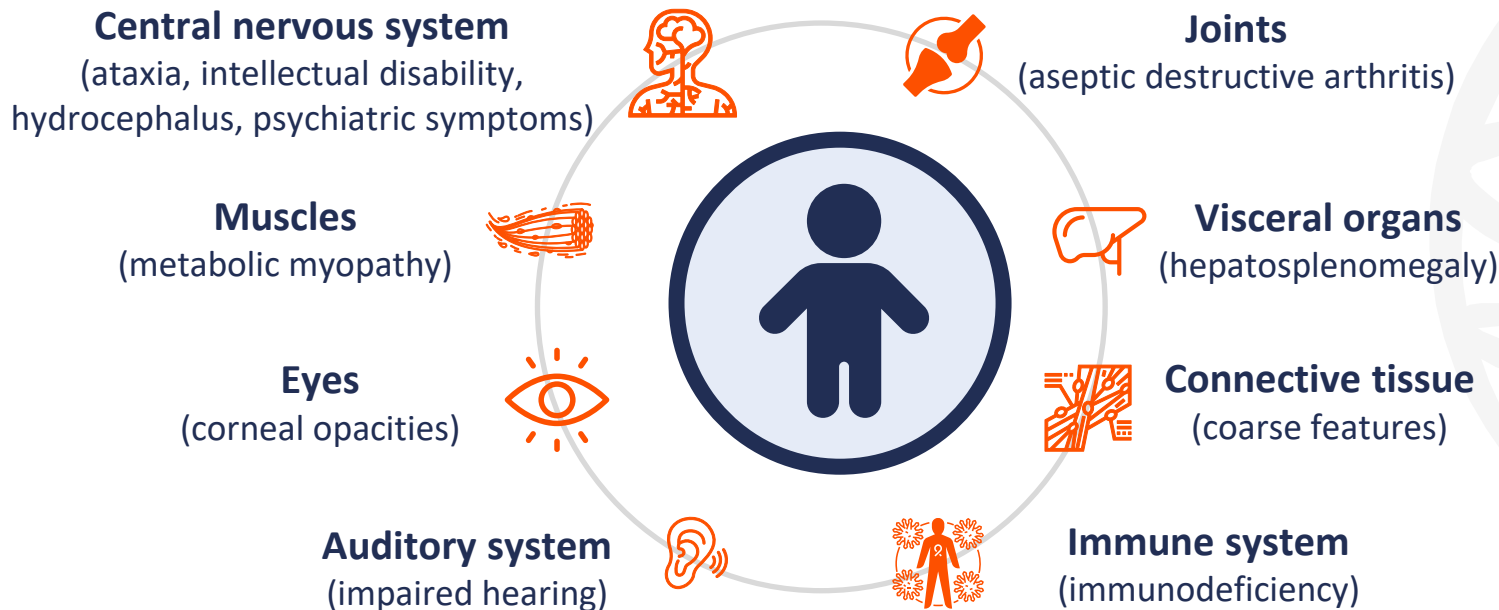 Central nervous system
(ataxia, intellectual disability,
hydrocephalus, psychiatric symptoms)
Joints
(aseptic destructive arthritis)
Muscles
(metabolic myopathy)
Visceral organs
(hepatosplenomegaly)
Eyes
(corneal opacities)
Connective tissue
(coarse features)
Auditory system
(impaired hearing)
Immune system
(immunodeficiency)